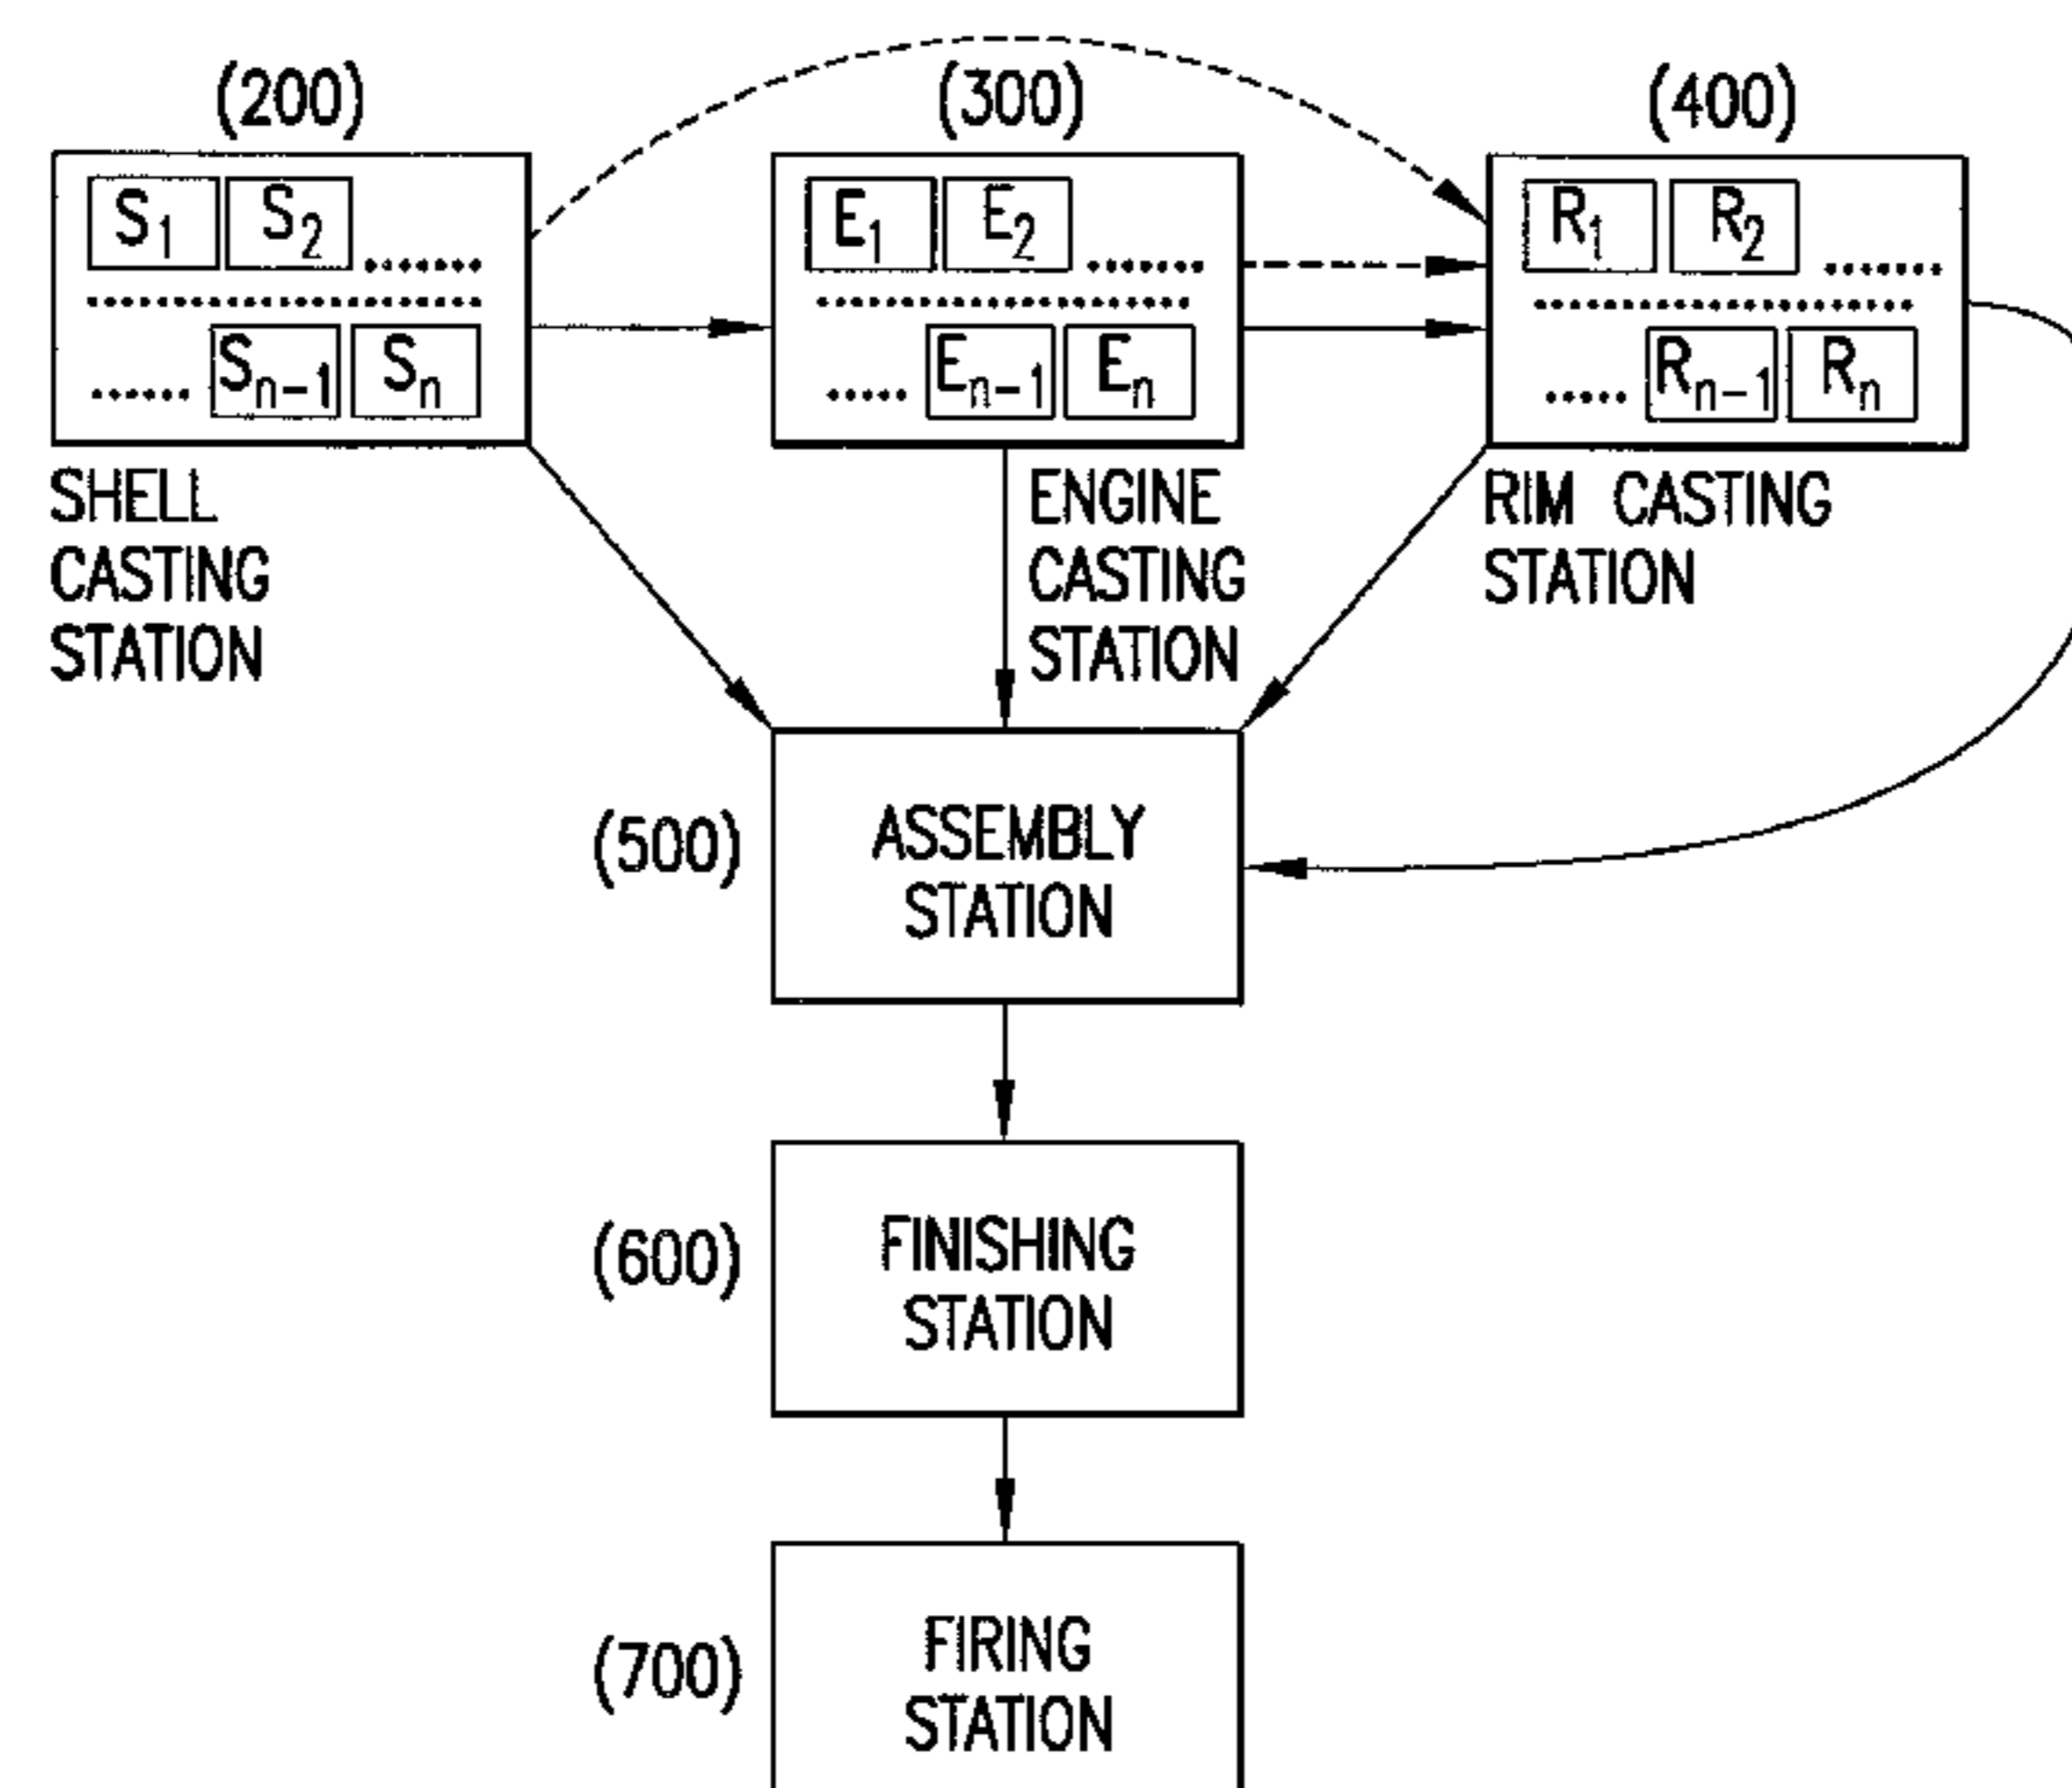 (200) (300) (400)
S1 S2 ....... E1 E2 ....... R1 R2 .......
...... Sn-1 Sn ..... En-1 En ..... Rn-1 Rn
SHELL
CASTING
STATION
ENGINE
CASTING
STATION
RIM CASTING
STATION
(500)
ASSEMBLY
STATION
(600)
FINISHING
STATION
(700)
FIRING
STATION